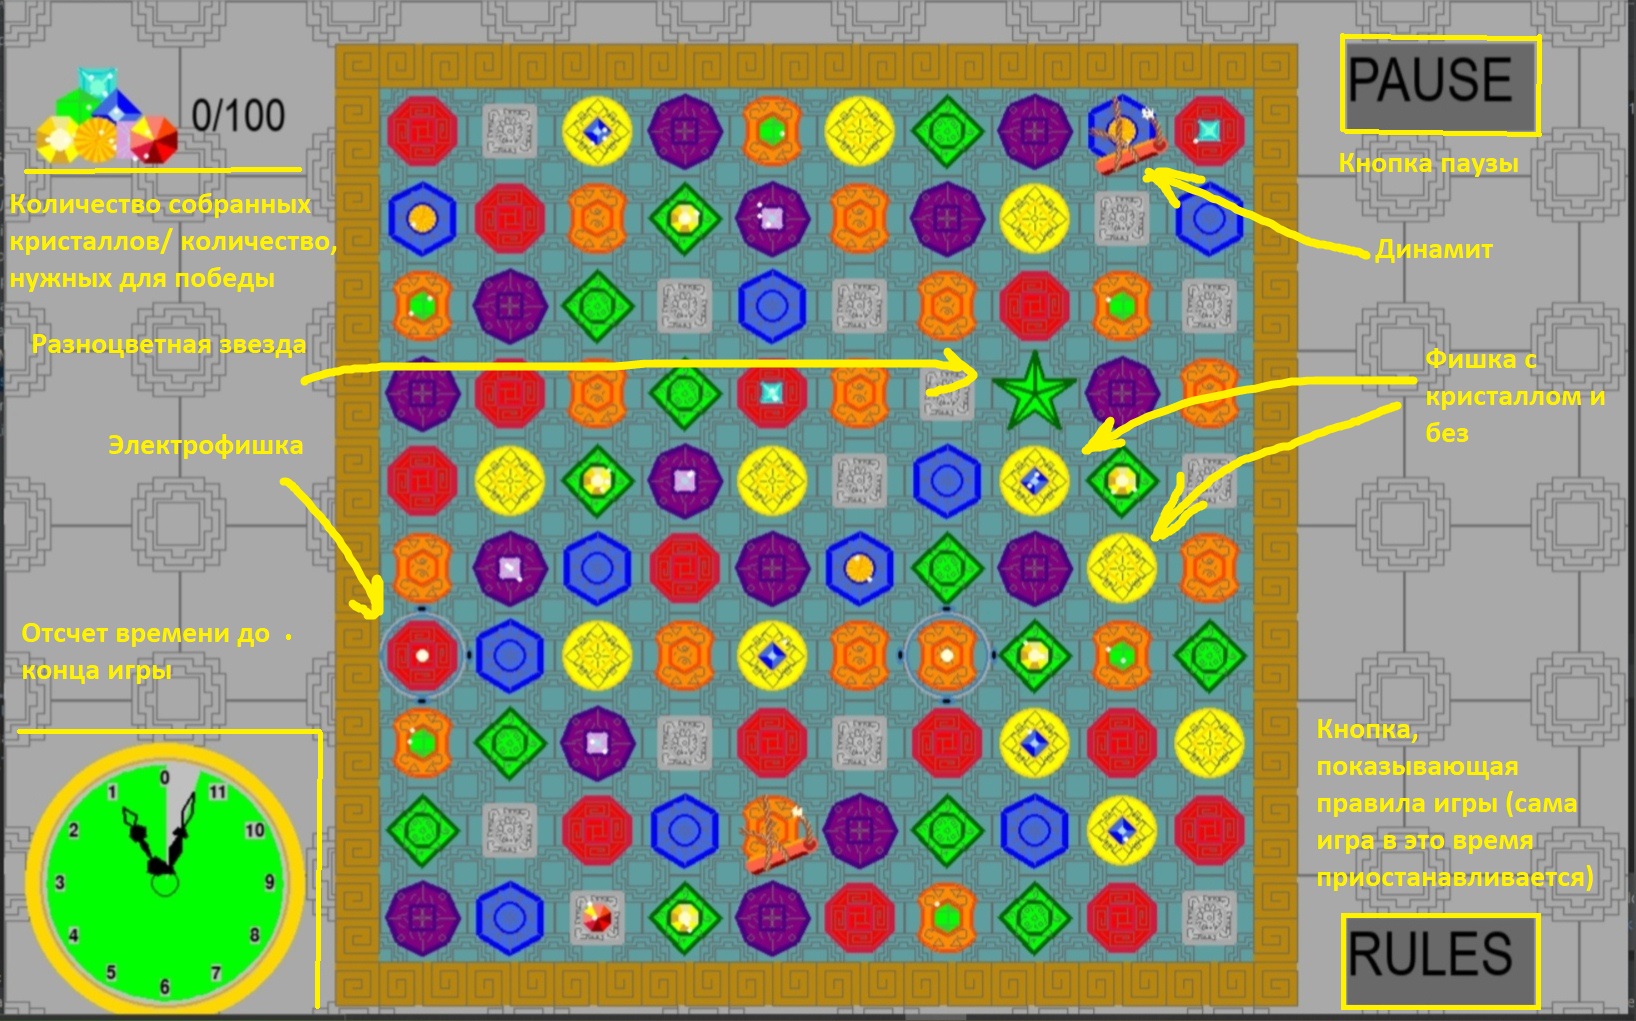 0/100
PAUSE
Кнопка паузы
Количество собранных
кристаллов/ количество,
нужных для победы
Динамит
Разноцветная звезда
Фишка с
кристаллом и
без
Электрофишка
Отсчет времени до
конца игры
Кнопка,
показывающая
правила игры (сама
игра в это время
приостанавливается)
0
1
11
2
10
3
9
4
8
5
7
6
RULES